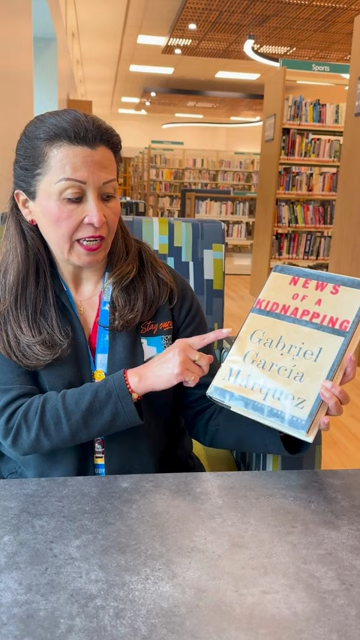 Sports
NEWS
OF A
KIDNAPPING
Gabriel
García
Márquez